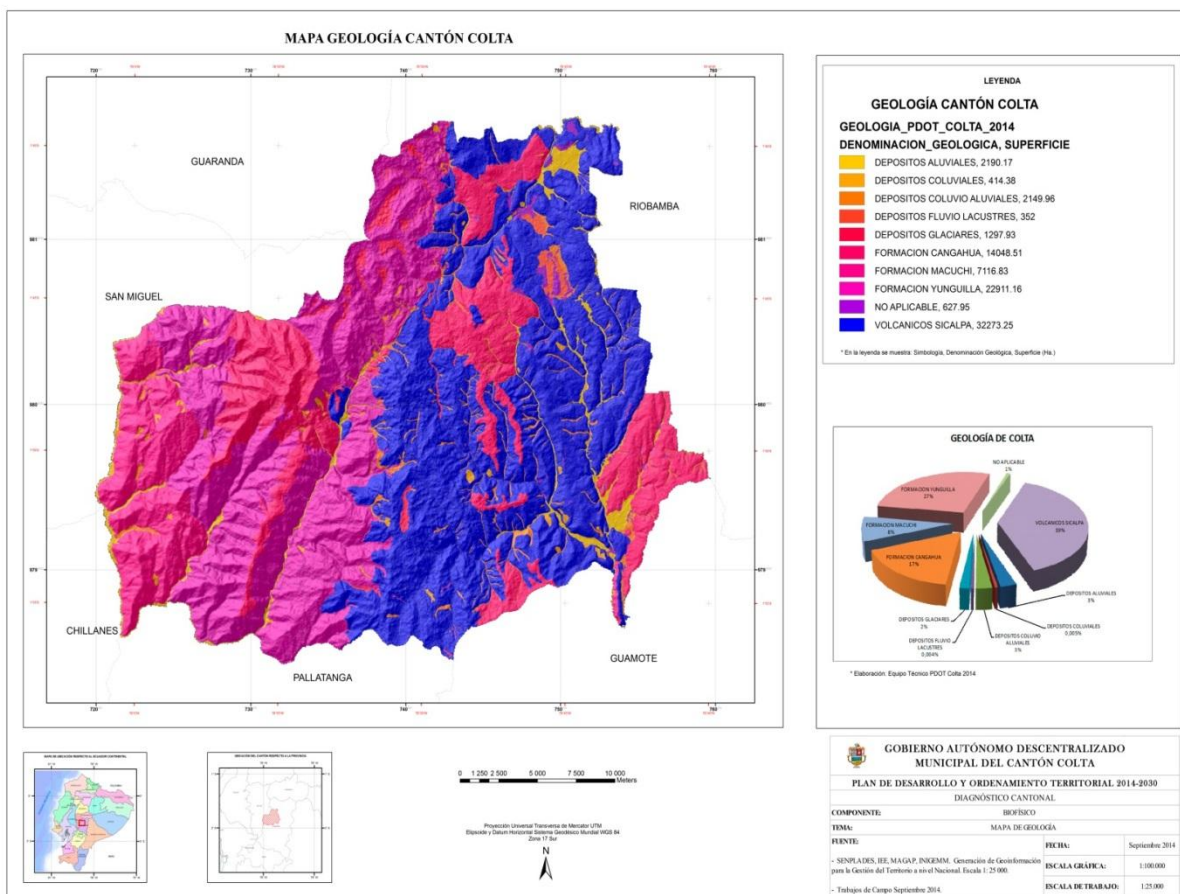 MAPA GEOLOGÍA CANTÓN COLTA
720
730
740
750
760
GUARANDA
RIOBAMBA
SAN MIGUEL
CHILLANES
PALLATANGA
GUAMOTE
720
730
740
750
760
LEYENDA
GEOLOGÍA CANTÓN COLTA
GEOLOGIA_PDOT_COLTA_2014
DENOMINACION_GEOLOGICA, SUPERFICIE
DEPOSITOS ALUVIALES, 2190.17
DEPOSITOS COLUVIALES, 414.38
DEPOSITOS COLUVIO ALUVIALES, 2149.96
DEPOSITOS FLUVIO LACUSTRES, 352
DEPOSITOS GLACIARES, 1297.93
FORMACION CANGAHUA, 14048.51
FORMACION MACUCHI, 7116.83
FORMACION YUNGUILLA, 22911.16
NO APLICABLE, 627.95
VOLCANICOS SICALPA, 32273.25
* En la leyenda se muestra: Simbología, Denominación Geológica, Superficie (Ha.)
GEOLOGÍA DE COLTA
NO APLICABLE
1%
FORMACION YUNGUILLA
27%
VOLCANICOS SICALPA
FORMACION MACUCHI
8%
FORMACION CANGAHUA
17%
DEPOSITOS ALUVIALES
3%
DEPOSITOS GLACIARES
2%
DEPOSITOS COLUVIALES
0,005%
DEPOSITOS FLUVIO
LACUSTRES
0,004%
DEPOSITOS COLUVIO
ALUVIALES
3%
* Elaboración: Equipo Técnico PDOT Colta 2014
0 1 250 2 500 5 000 7 500 10 000
Meters
Proyección Universal Transversa de Mercator UTM
Elipsoide y Datum Horizontal Sistema Geodésico Mundial WGS 84
Zona 17 Sur
N
GOBIERNO AUTÓNOMO DESCENTRALIZADO
MUNICIPAL DEL CANTÓN COLTA
PLAN DE DESARROLLO Y ORDENAMIENTO TERRITORIAL 2014-2030
DIAGNÓSTICO CANTONAL
COMPONENTE: BIOFÍSICO
TEMA: MAPA DE GEOLOGÍA
FUENTE:
- SENPLADES, IEE, MAGAP, INIGEMM. Generación de Geoinformación
para la Gestión del Territorio a nivel Nacional. Escala 1: 25 000.
- Trabajos de Campo Septiembre 2014.
FECHA: Septiembre 2014
ESCALA GRÁFICA: 1:100.000
ESCALA DE TRABAJO: 1:25.000